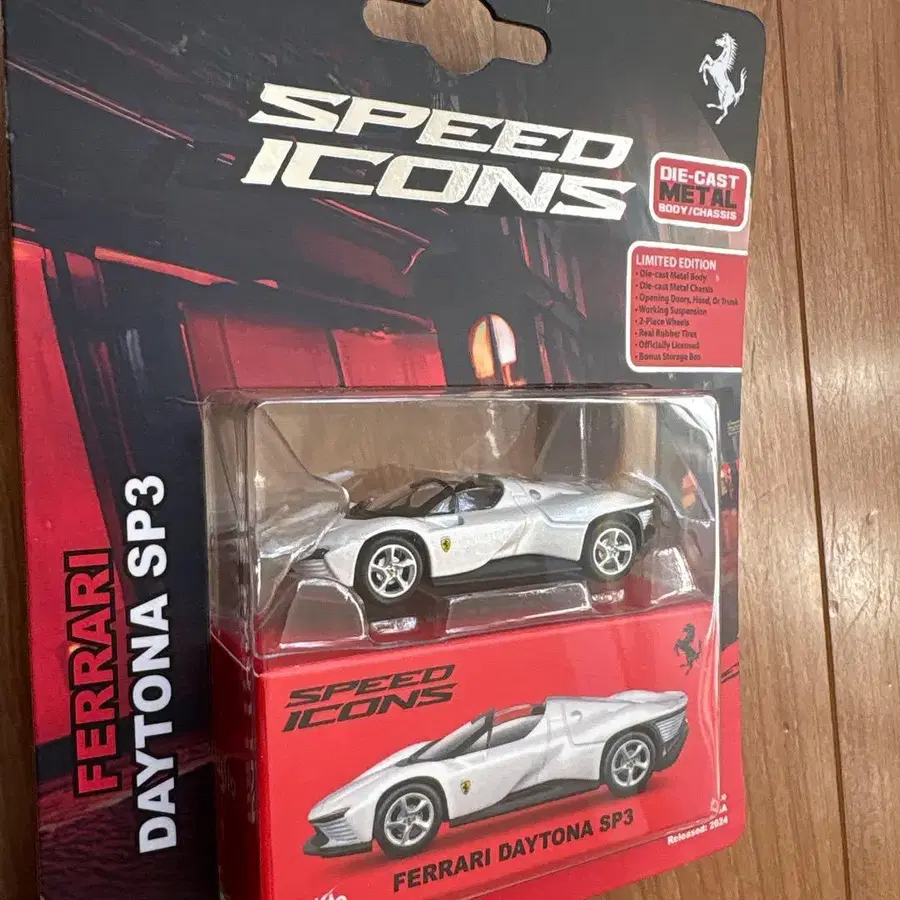 SPEED
ICONS
DIE-CAST
METAL
BODY/CHASSIS
LIMITED EDITION
• Die-cast Metal Body
• Die-cast Metal Chassis
• Opening Doors, Hood, Or Trunk
• Working Suspension
• 2-Piece Wheels
• Real Rubber Tires
• Officially Licensed
• Bonus Storage Box
FERRARI
DAYTONA SP3
SPEED
ICONS
FERRARI DAYTONA SP3
Released: 2024